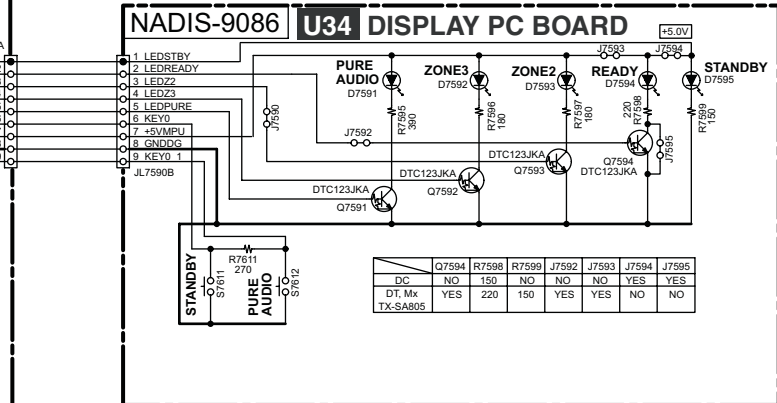 NADIS-9086 U34 DISPLAY PC BOARD
+5.0V
A
1 LEDSTBY
2 LEDREADY
3 LEDZ2
4 LEDZ3
5 LEDPURE
6 KEY0
7 +5VMPU
8 GNDDG
9 KEY0_1
JL7590B
J7590
J7592
J7593
J7594
PURE
AUDIO
D7591
R7595
390
ZONE3
D7592
R7596
180
ZONE2
D7593
R7597
180
READY
D7594
220
R7598
STANDBY
D7595
R7599
150
J7595
DTC123JKA
Q7591
DTC123JKA
Q7592
DTC123JKA
Q7593
Q7594
DTC123JKA
R7611
270
STANDBY
S7611
PURE
AUDIO
S7612
Q7594 R7598 R7599 J7592 J7593 J7594 J7595
DC NO 150 NO NO NO YES YES
DT, Mx
TX-SA805 YES 220 150 YES YES NO NO